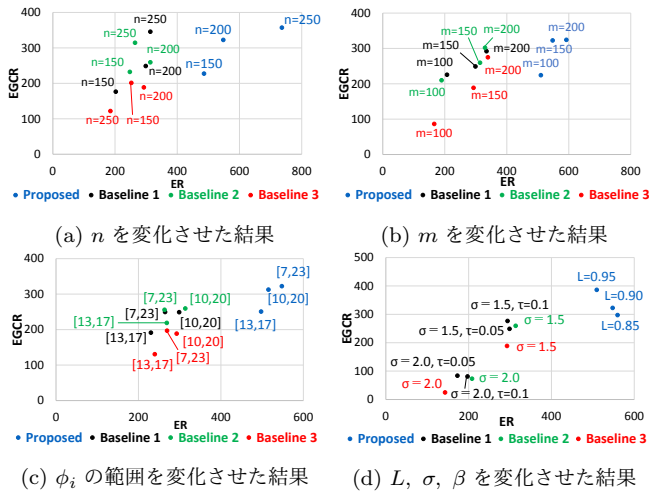 400
300
200
100
0
EGCR
n=250
n=250
n=250
n=200
n=200
n=200
n=150
n=150
n=150
n=200
n=250
n=150
0 200 400 600 800
ER
● Proposed ● Baseline 1 ● Baseline 2 ● Baseline 3
(a) n を変化させた結果
400
300
200
100
0
EGCR
m=150
m=200
m=200
m=150
m=200
m=150
m=100
m=100
m=200
m=100
m=150
m=100
0 200 400 600 800
ER
● Proposed ● Baseline 1 ● Baseline 2 ● Baseline 3
(b) m を変化させた結果
400
300
200
100
0
EGCR
[7,23]
[7,23]
[10,20]
[10,20]
[7,23]
[13,17]
[13,17]
[13,17]
[10,20]
[7,23]
[13,17]
0 200 400 600
ER
● Proposed ● Baseline 1 ● Baseline 2 ● Baseline 3
(c) ϕi の範囲を変化させた結果
500
400
300
200
100
0
EGCR
L=0.95
L=0.90
L=0.85
σ＝1.5, τ=0.1
σ＝1.5
σ＝1.5, τ=0.05
σ＝1.5
σ＝2.0, τ=0.05
σ＝2.0
σ＝2.0
σ＝2.0, τ=0.1
0 200 400 600
ER
● Proposed ● Baseline 1 ● Baseline 2 ● Baseline 3
(d) L, σ, β を変化させた結果